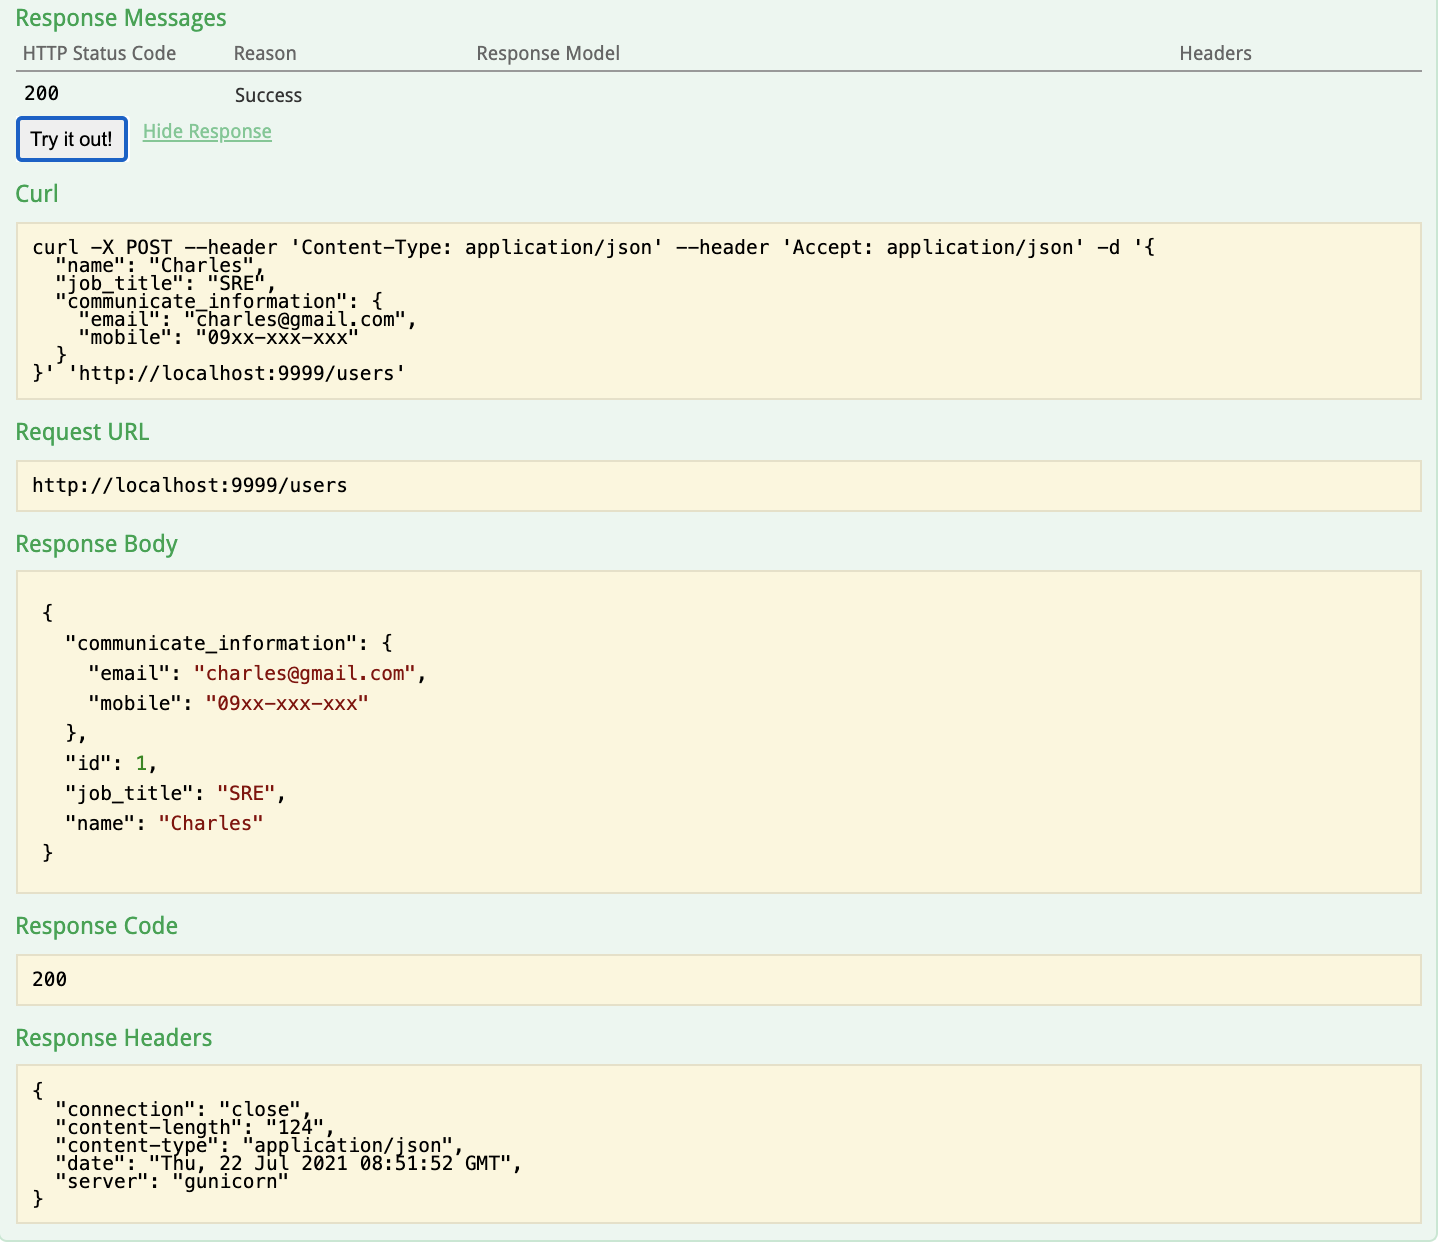 Response Messages
HTTP Status Code Reason Response Model Headers
200 Success
Try it out! Hide Response
Curl
curl -X POST --header 'Content-Type: application/json' --header 'Accept: application/json' -d '{
  "name": "Charles",
  "job_title": "SRE",
  "communicate_information": {
    "email": "charles@gmail.com",
    "mobile": "09xx-xxx-xxx"
  }
}' 'http://localhost:9999/users'
Request URL
http://localhost:9999/users
Response Body
{
  "communicate_information": {
    "email": "charles@gmail.com",
    "mobile": "09xx-xxx-xxx"
  },
  "id": 1,
  "job_title": "SRE",
  "name": "Charles"
}
Response Code
200
Response Headers
{
  "connection": "close",
  "content-length": "124",
  "content-type": "application/json",
  "date": "Thu, 22 Jul 2021 08:51:52 GMT",
  "server": "gunicorn"
}